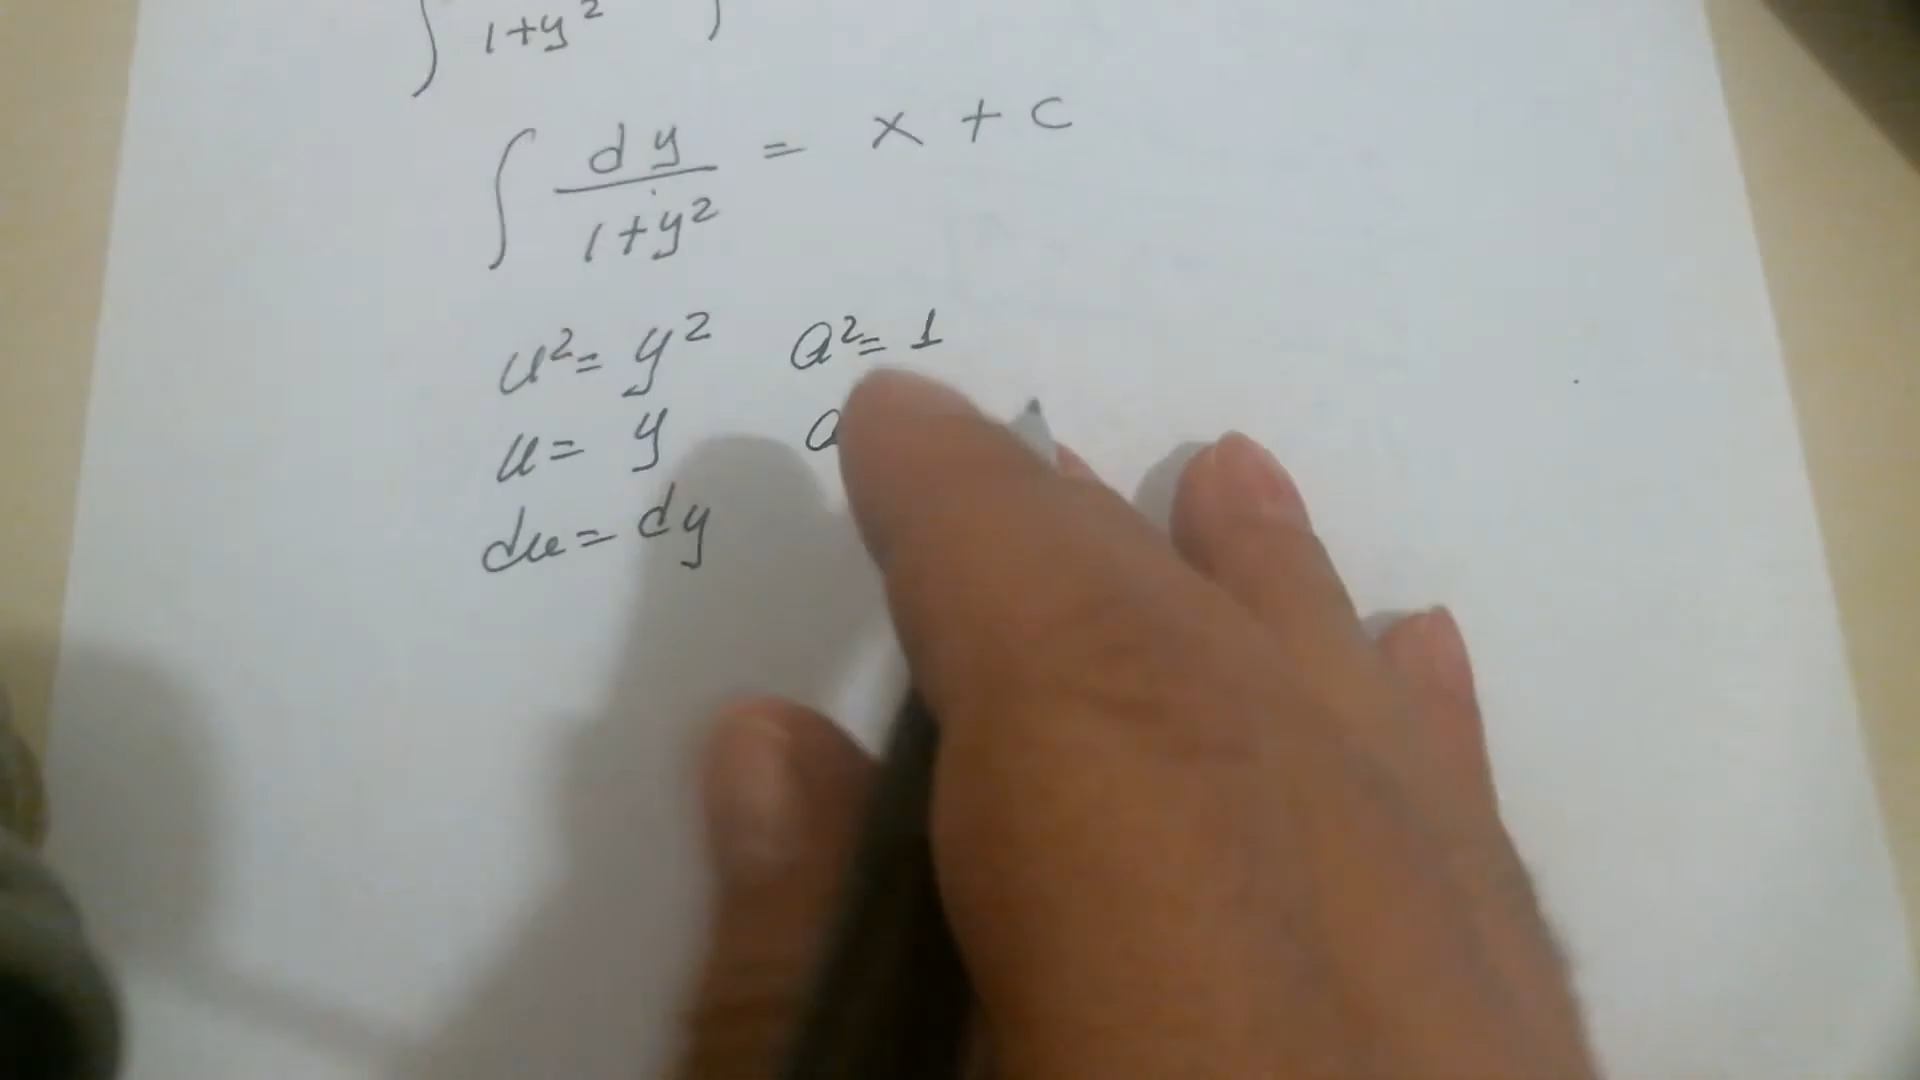 ∫ 1+y² ∫
∫ dy/1+y² = x + c
u² = y² a² = 1
u = y a
du = dy